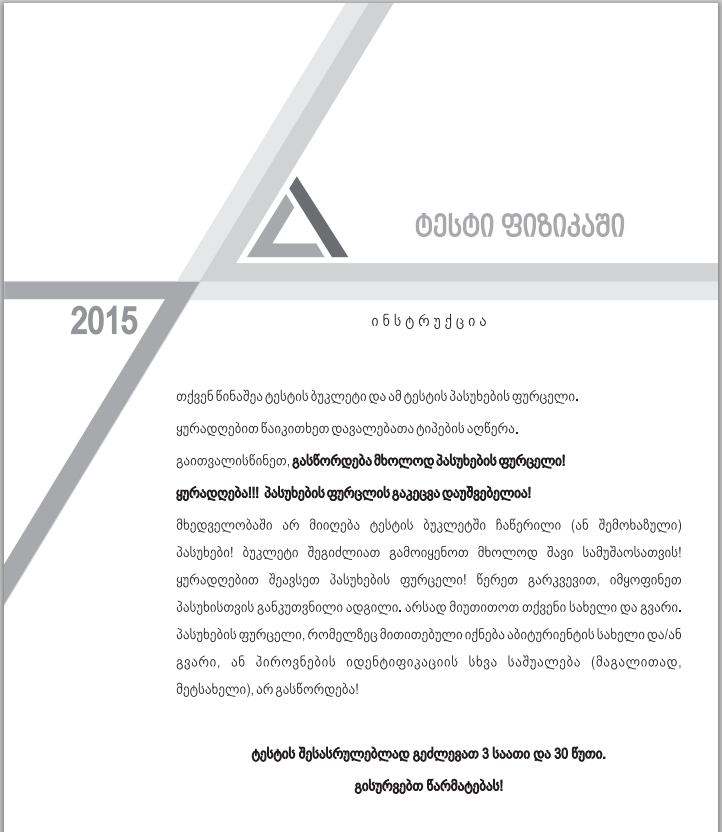 ტესტი ფიზიკაში
2015
ინსტრუქცია
თქვენ წინაშეა ტესტის ბუკლეტი და ამ ტესტის პასუხების ფურცელი.
ყურადღებით წაიკითხეთ დავალებათა ტიპების აღწერა.
გაითვალისწინეთ, გასწორდება მხოლოდ პასუხების ფურცელი!
ყურადღება!!! პასუხების ფურცლის გაკეცვა დაუშვებელია!
მხედველობაში არ მიიღება ტესტის ბუკლეტში ჩაწერილი (ან შემოხაზული)
პასუხები! ბუკლეტი შეგიძლიათ გამოიყენოთ მხოლოდ შავი სამუშაოსათვის!
ყურადღებით შეავსეთ პასუხების ფურცელი! წერეთ გარკვევით, იმყოფინეთ
პასუხისთვის განკუთვნილი ადგილი. არსად მიუთითოთ თქვენი სახელი და გვარი.
პასუხების ფურცელი, რომელზეც მითითებული იქნება აბიტურიენტის სახელი და/ან
გვარი, ან პიროვნების იდენტიფიკაციის სხვა საშუალება (მაგალითად,
მეტსახელი), არ გასწორდება!
ტესტის შესასრულებლად გეძლევათ 3 საათი და 30 წუთი.
გისურვებთ წარმატებას!